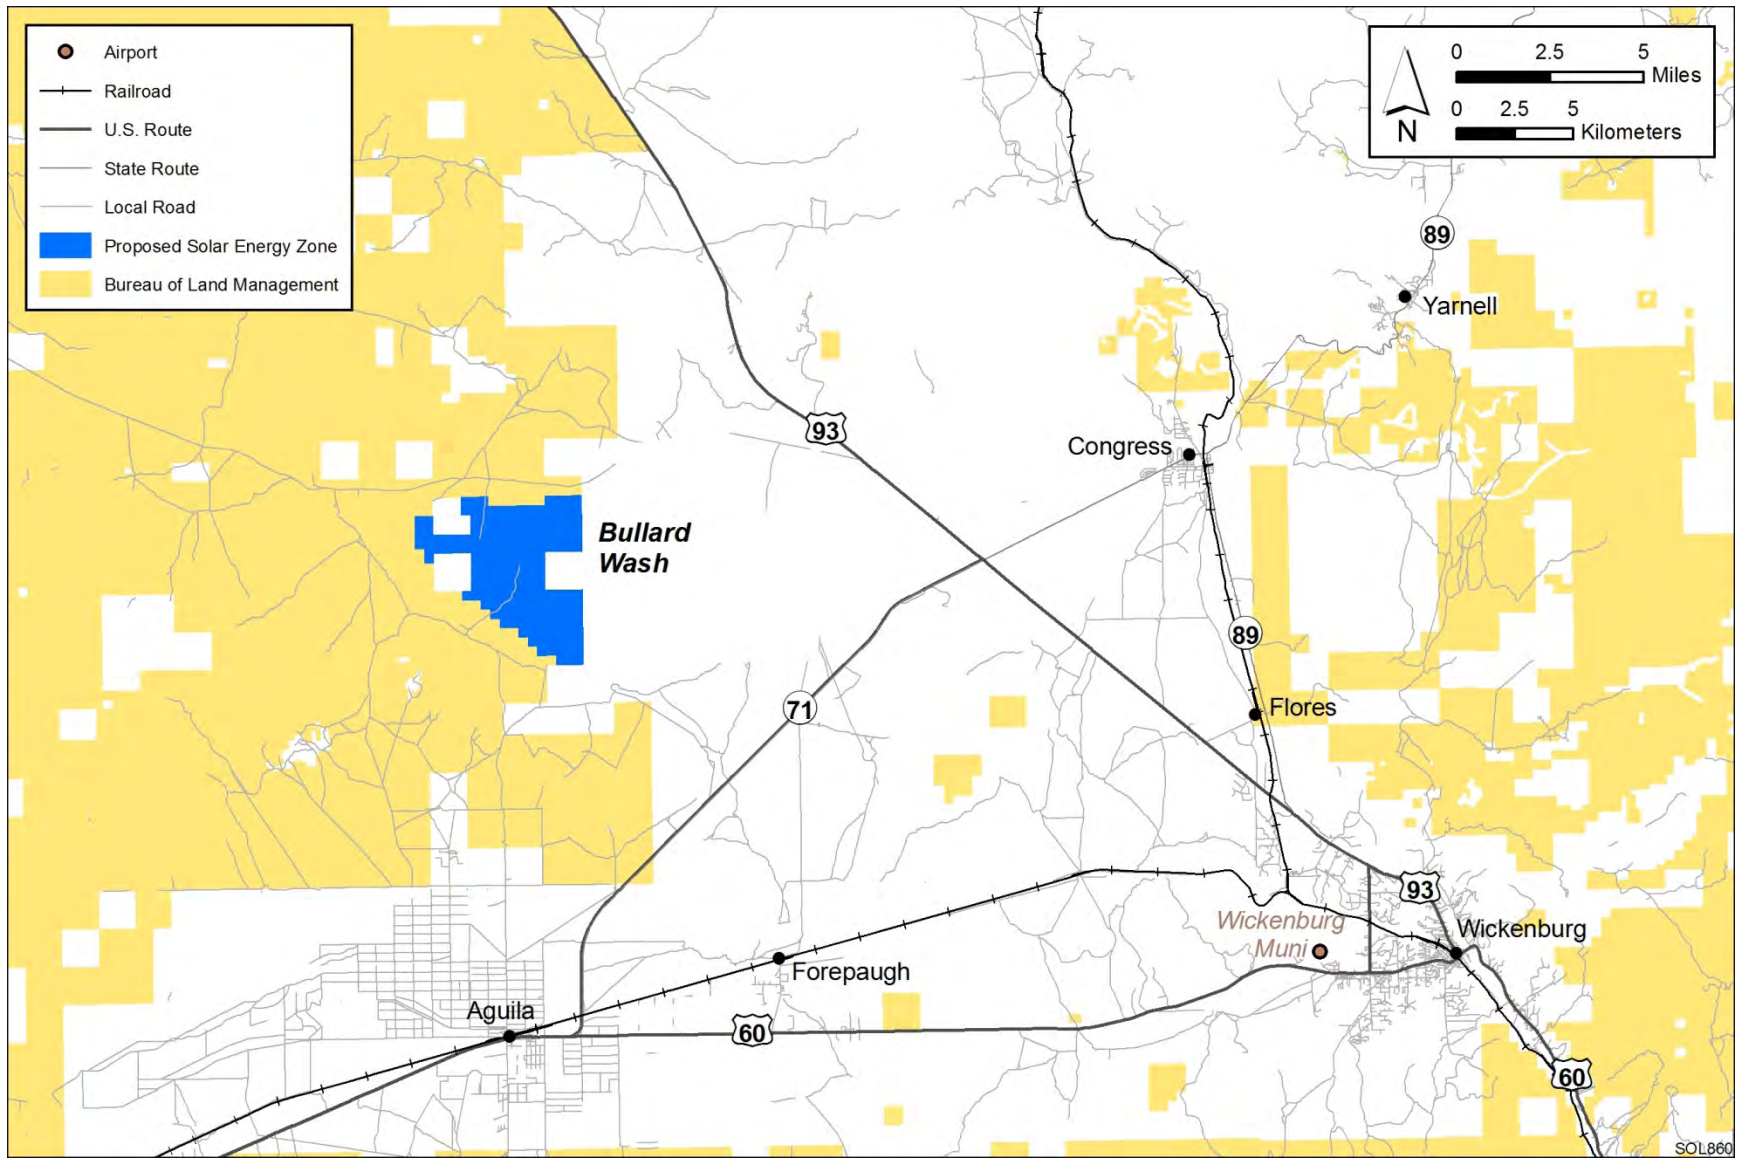 Airport
Railroad
U.S. Route
State Route
Local Road
Proposed Solar Energy Zone
Bureau of Land Management
0 2.5 5
Miles
0 2.5 5
Kilometers
N
89
Yarnell
93
Congress
Bullard
Wash
89
71
Flores
93
Wickenburg
Muni
Wickenburg
Forepaugh
Aguila
60
60
SOL860